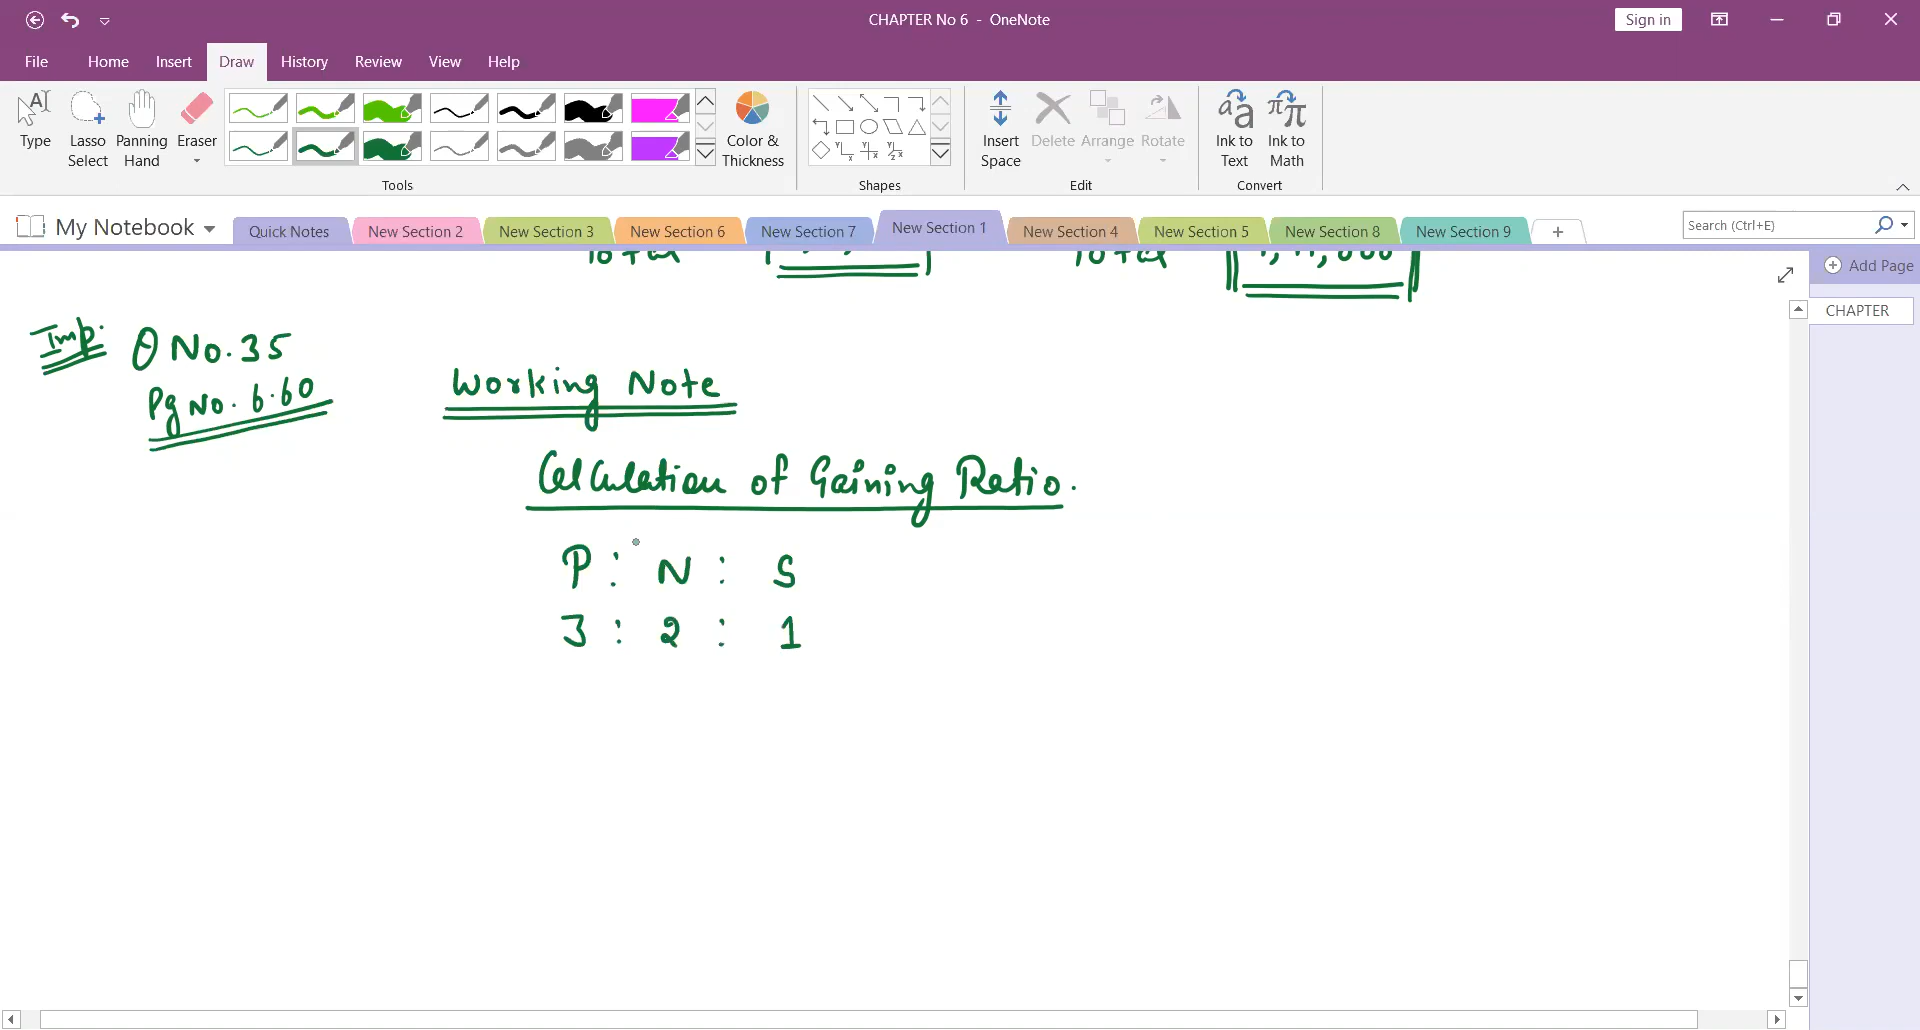 CHAPTER No 6 - OneNote
Sign in
File Home Insert Draw History Review View Help
Type
Lasso Select
Panning Hand
Eraser
Color & Thickness
Insert Space
Delete
Arrange
Rotate
Ink to Text
Ink to Math
Tools Shapes Edit Convert
My Notebook Quick Notes New Section 2 New Section 3 New Section 6 New Section 7 New Section 1 New Section 4 New Section 5 New Section 8 New Section 9 +
Search (Ctrl+E)
Add Page
CHAPTER
Total Total
Imp. Q No. 35
Pg No. 6.60
Working Note
Calculation of Gaining Ratio.
P : N : S
3 : 2 : 1